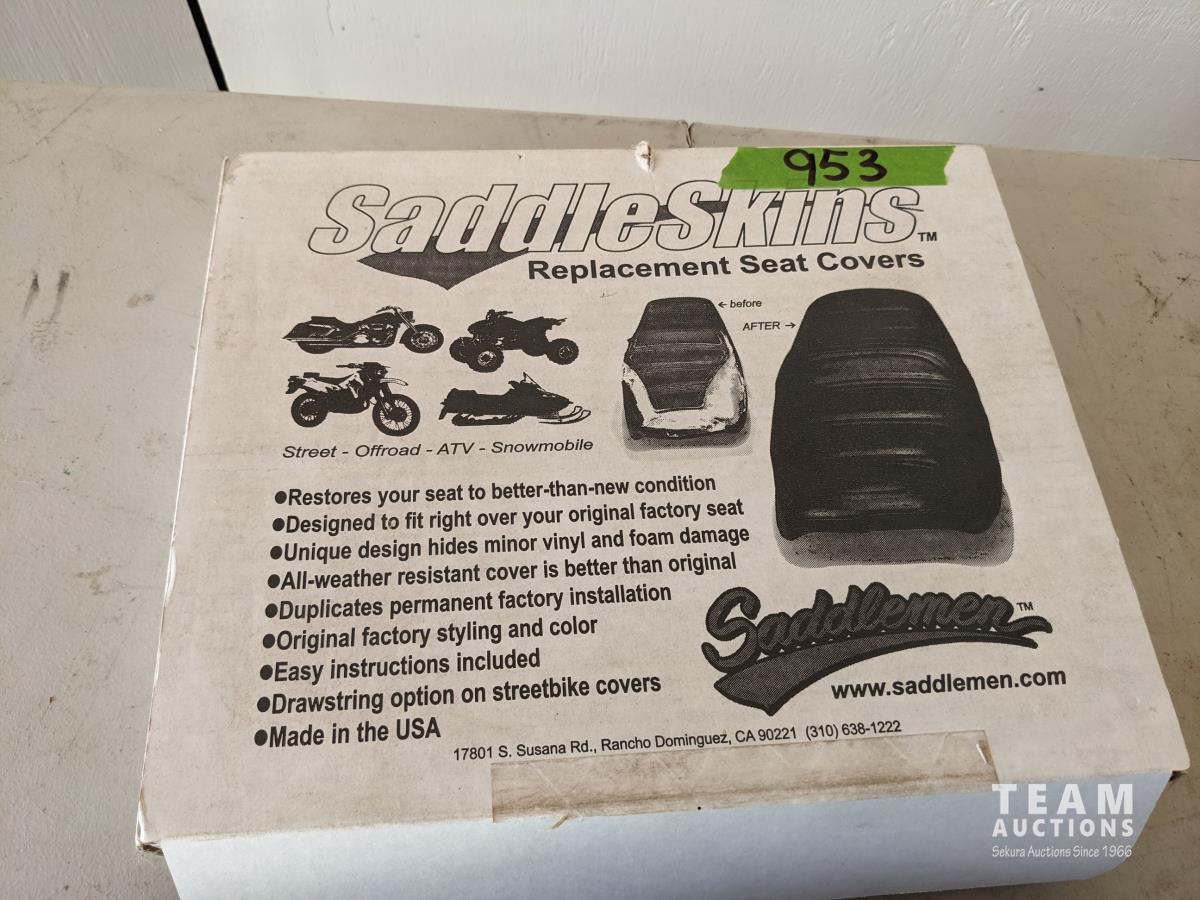 953
SaddleSkins™
Replacement Seat Covers
← before
AFTER →
Street - Offroad - ATV - Snowmobile
●Restores your seat to better-than-new condition
●Designed to fit right over your original factory seat
●Unique design hides minor vinyl and foam damage
●All-weather resistant cover is better than original
●Duplicates permanent factory installation
●Original factory styling and color
●Easy instructions included
●Drawstring option on streetbike covers
●Made in the USA
Saddlemen™
www.saddlemen.com
17801 S. Susana Rd., Rancho Dominguez, CA 90221 (310) 638-1222
TEAM
AUCTIONS
Sekura Auctions Since 1966